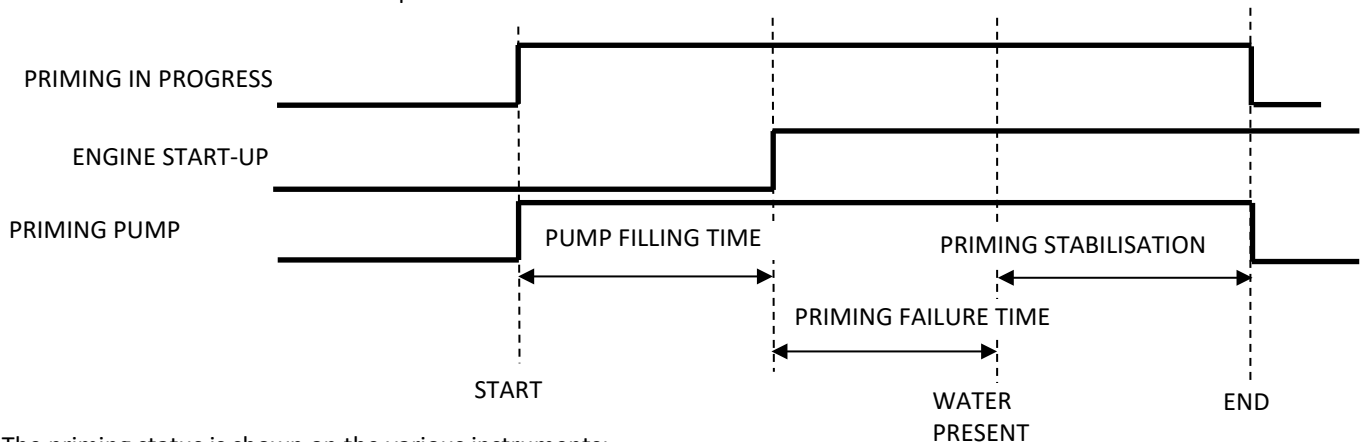 PRIMING IN PROGRESS
ENGINE START-UP
PRIMING PUMP
PUMP FILLING TIME
PRIMING STABILISATION
PRIMING FAILURE TIME
START
WATER
PRESENT
END
The priming status is shown on the various instruments: